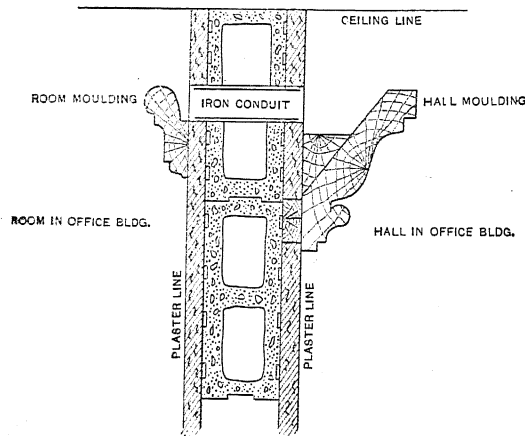 CEILING LINE
ROOM MOULDING
IRON CONDUIT
HALL MOULDING
ROOM IN OFFICE BLDG.
HALL IN OFFICE BLDG.
PLASTER LINE
PLASTER LINE